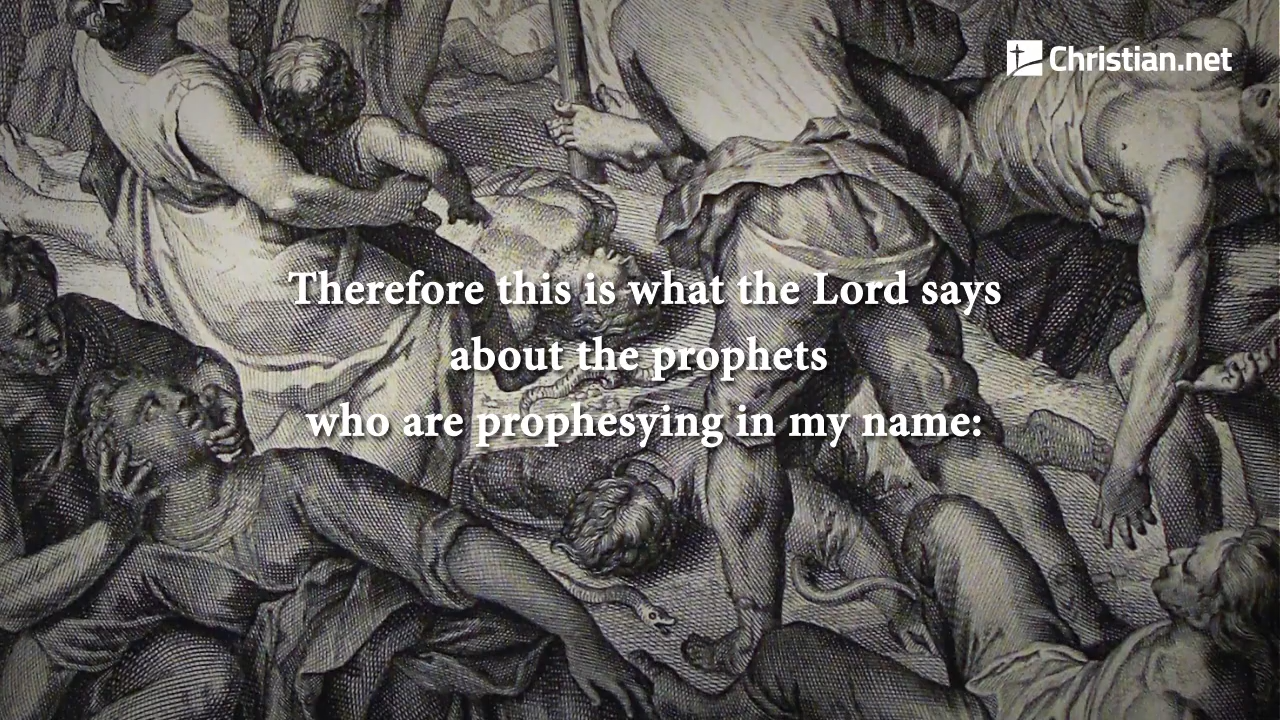 Christian.net
Therefore this is what the Lord says
about the prophets
who are prophesying in my name: